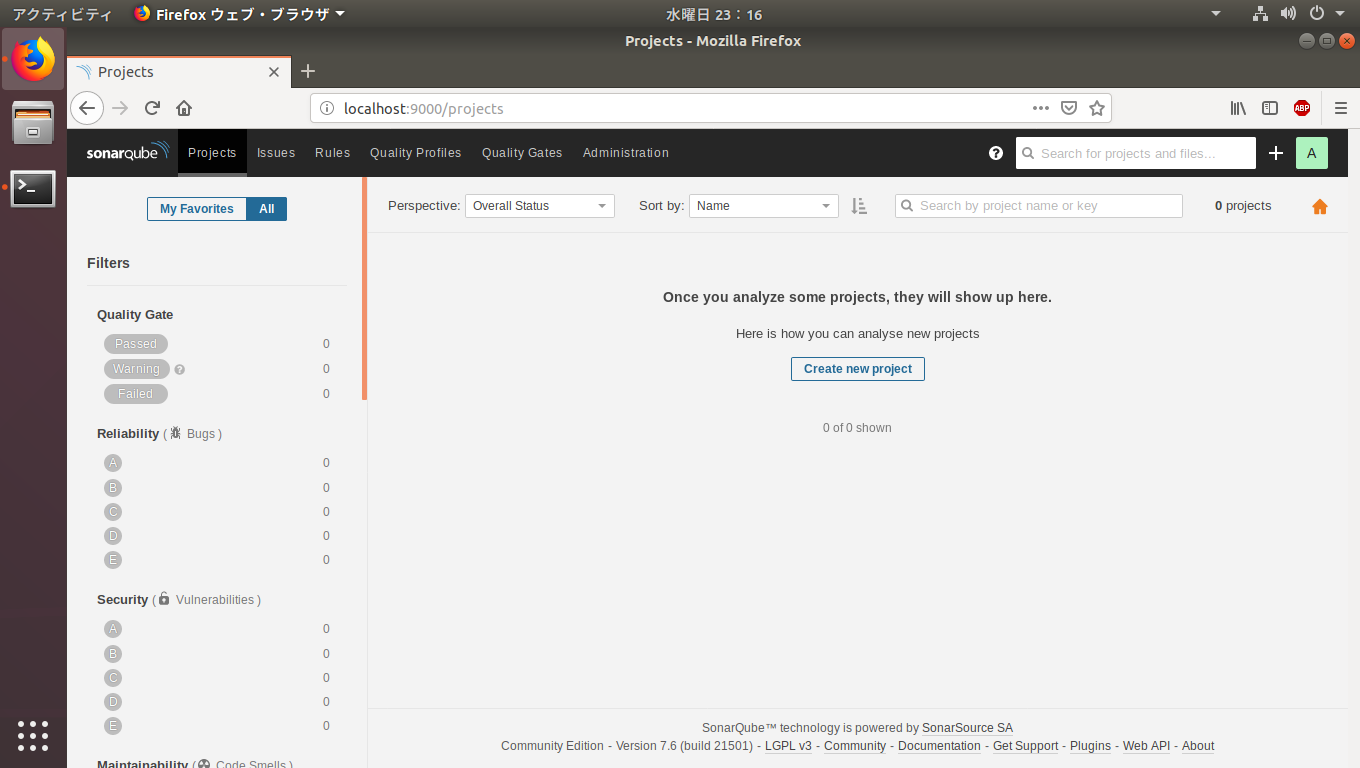 アクティビティ Firefox ウェブ・ブラウザ 水曜日 23：16
Projects - Mozilla Firefox
Projects
localhost:9000/projects ABP
sonarqube Projects Issues Rules Quality Profiles Quality Gates Administration ? Search for projects and files... A
My Favorites All
Perspective: Overall Status Sort by: Name Search by project name or key 0 projects
Filters
Quality Gate
Passed 0
Warning ? 0
Failed 0
Reliability ( Bugs )
A 0
B 0
C 0
D 0
E 0
Security ( Vulnerabilities )
A 0
B 0
C 0
D 0
E 0
Maintainability ( Code Smells )
Once you analyze some projects, they will show up here.
Here is how you can analyse new projects
Create new project
0 of 0 shown
SonarQube™ technology is powered by SonarSource SA
Community Edition - Version 7.6 (build 21501) - LGPL v3 - Community - Documentation - Get Support - Plugins - Web API - About